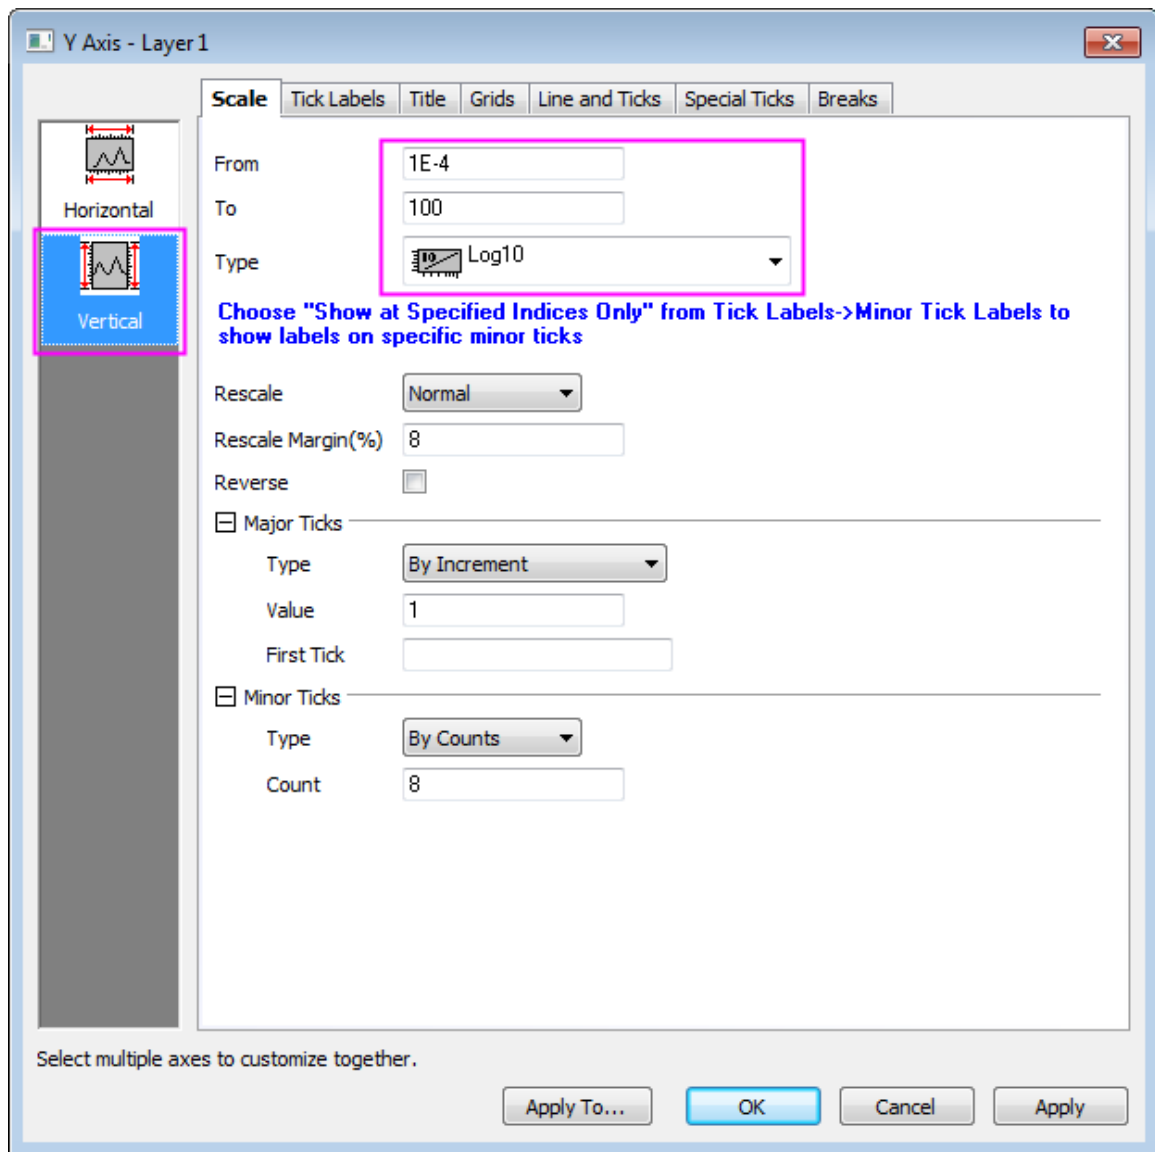 Y Axis - Layer 1
Scale Tick Labels Title Grids Line and Ticks Special Ticks Breaks
Horizontal
Vertical
From 1E-4
To 100
Type Log10
Choose "Show at Specified Indices Only" from Tick Labels->Minor Tick Labels to
show labels on specific minor ticks
Rescale Normal
Rescale Margin(%) 8
Reverse
Major Ticks
Type By Increment
Value 1
First Tick
Minor Ticks
Type By Counts
Count 8
Select multiple axes to customize together.
Apply To... OK Cancel Apply